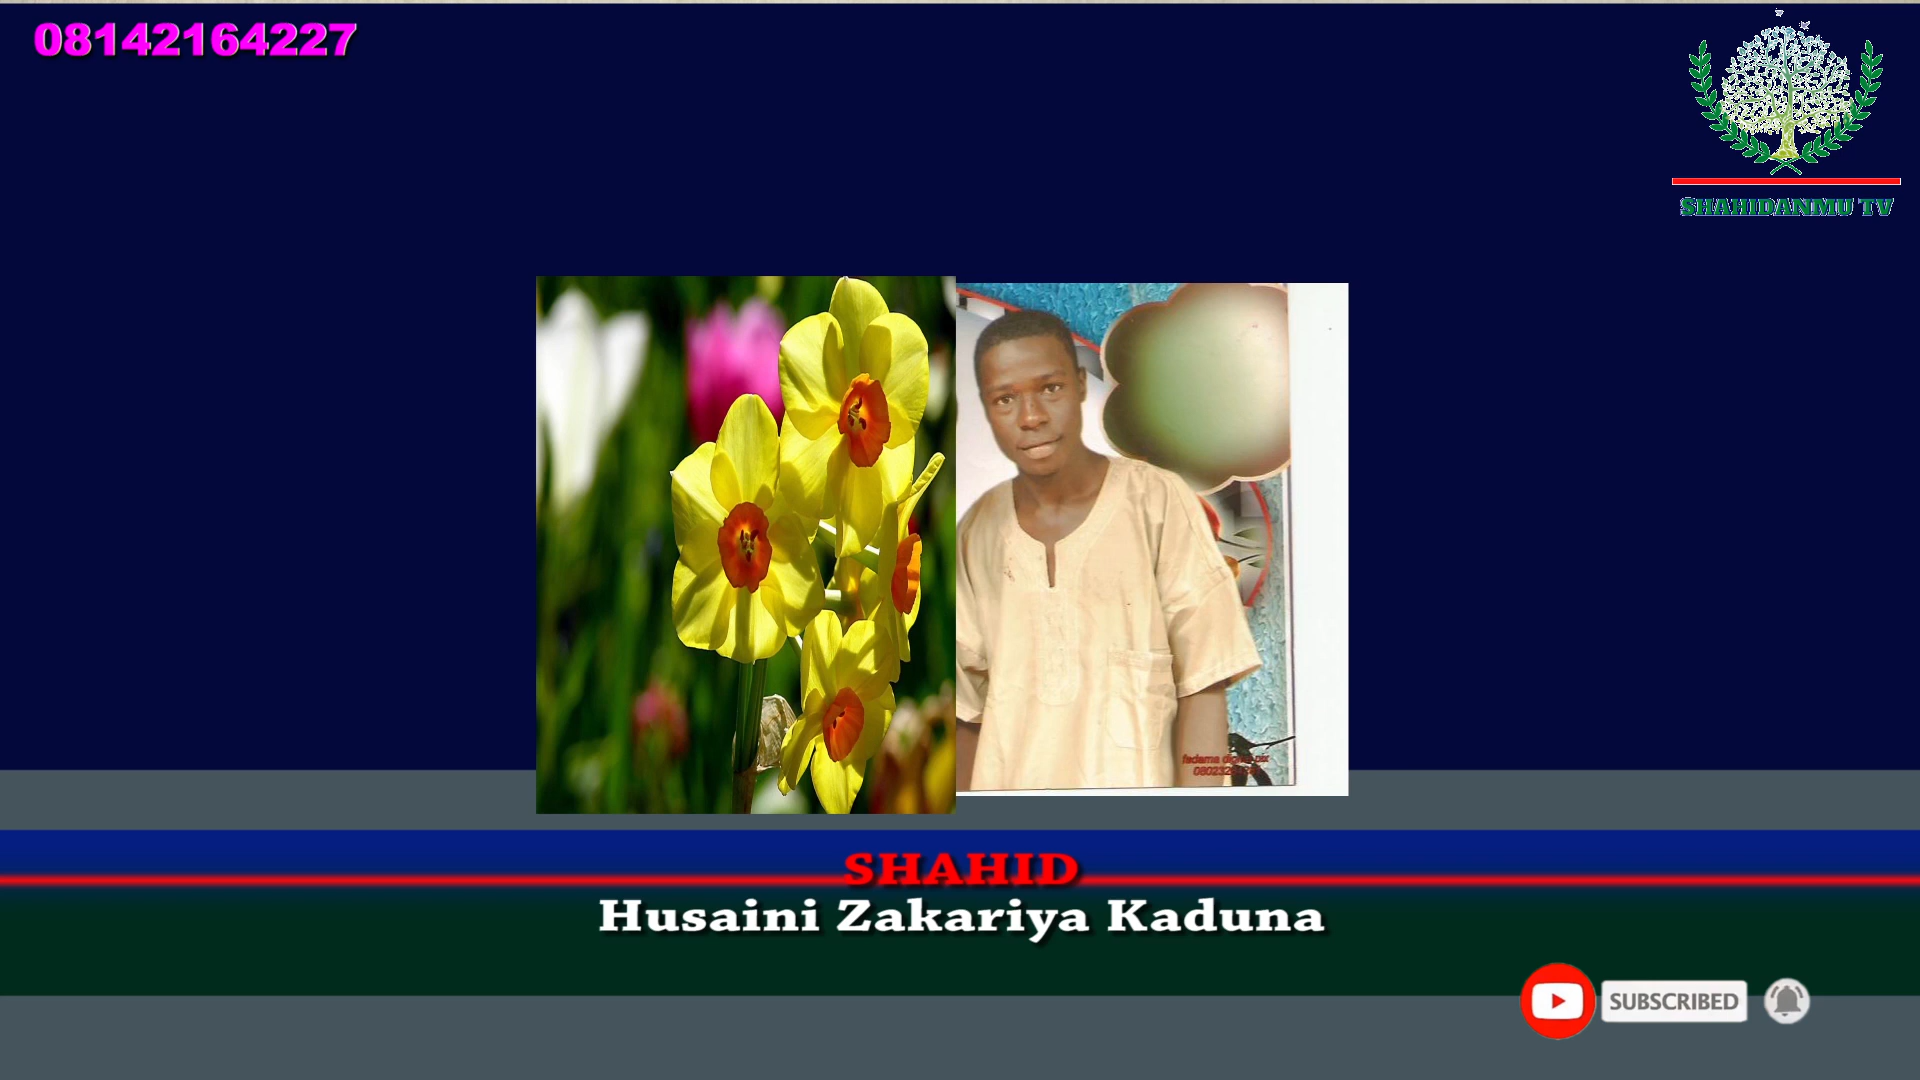 08142164227
SHAHIDANMU TV
SHAHID
Husaini Zakariya Kaduna
SUBSCRIBED